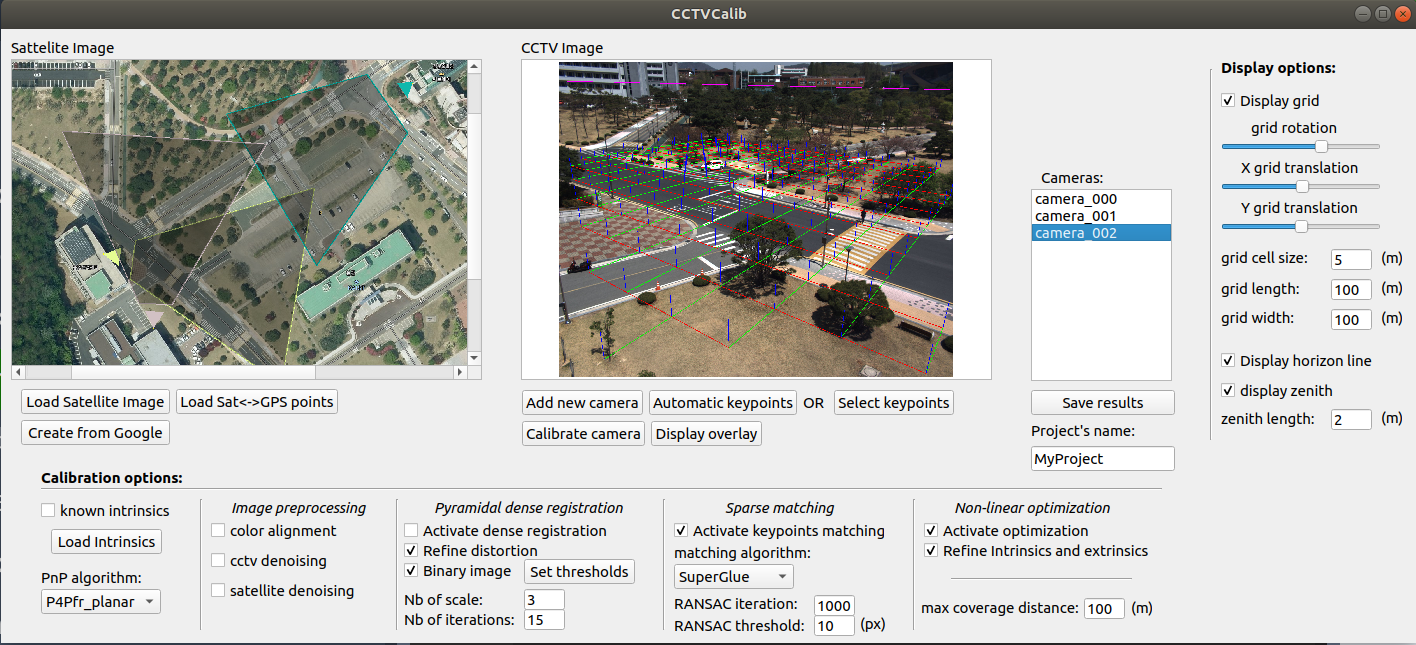 CCTVCalib
Sattelite Image
CCTV Image
Load Satellite Image
Load Sat<->GPS points
Create from Google
Add new camera
Automatic keypoints
OR
Select keypoints
Calibrate camera
Display overlay
Cameras:
camera_000
camera_001
camera_002
Save results
Project's name:
MyProject
Display options:
Display grid
grid rotation
X grid translation
Y grid translation
grid cell size: 5 (m)
grid length: 100 (m)
grid width: 100 (m)
Display horizon line
display zenith
zenith length: 2 (m)
Calibration options:
known intrinsics
Load Intrinsics
PnP algorithm:
P4Pfr_planar
Image preprocessing
color alignment
cctv denoising
satellite denoising
Pyramidal dense registration
Activate dense registration
Refine distortion
Binary image
Set thresholds
Nb of scale: 3
Nb of iterations: 15
Sparse matching
Activate keypoints matching
matching algorithm:
SuperGlue
RANSAC iteration: 1000
RANSAC threshold: 10 (px)
Non-linear optimization
Activate optimization
Refine Intrinsics and extrinsics
max coverage distance: 100 (m)